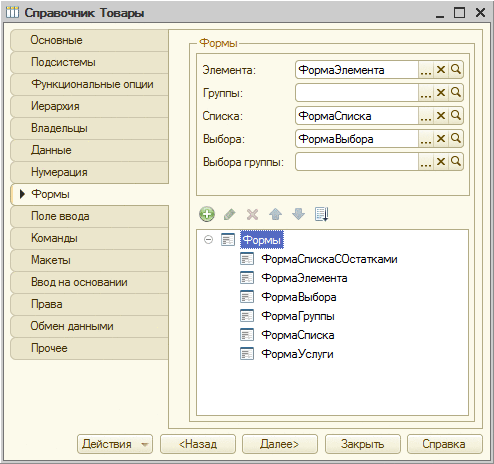 Справочник Товары
Основные
Подсистемы
Функциональные опции
Иерархия
Владельцы
Данные
Нумерация
Формы
Поле ввода
Команды
Макеты
Ввод на основании
Права
Обмен данными
Прочее
Формы
Элемента: ФормаЭлемента ...
Группы: ...
Списка: ФормаСписка ...
Выбора: ФормаВыбора ...
Выбора группы: ...
Формы
ФормаСпискаСОстатками
ФормаЭлемента
ФормаВыбора
ФормаГруппы
ФормаСписка
ФормаУслуги
Действия <Назад Далее> Закрыть Справка